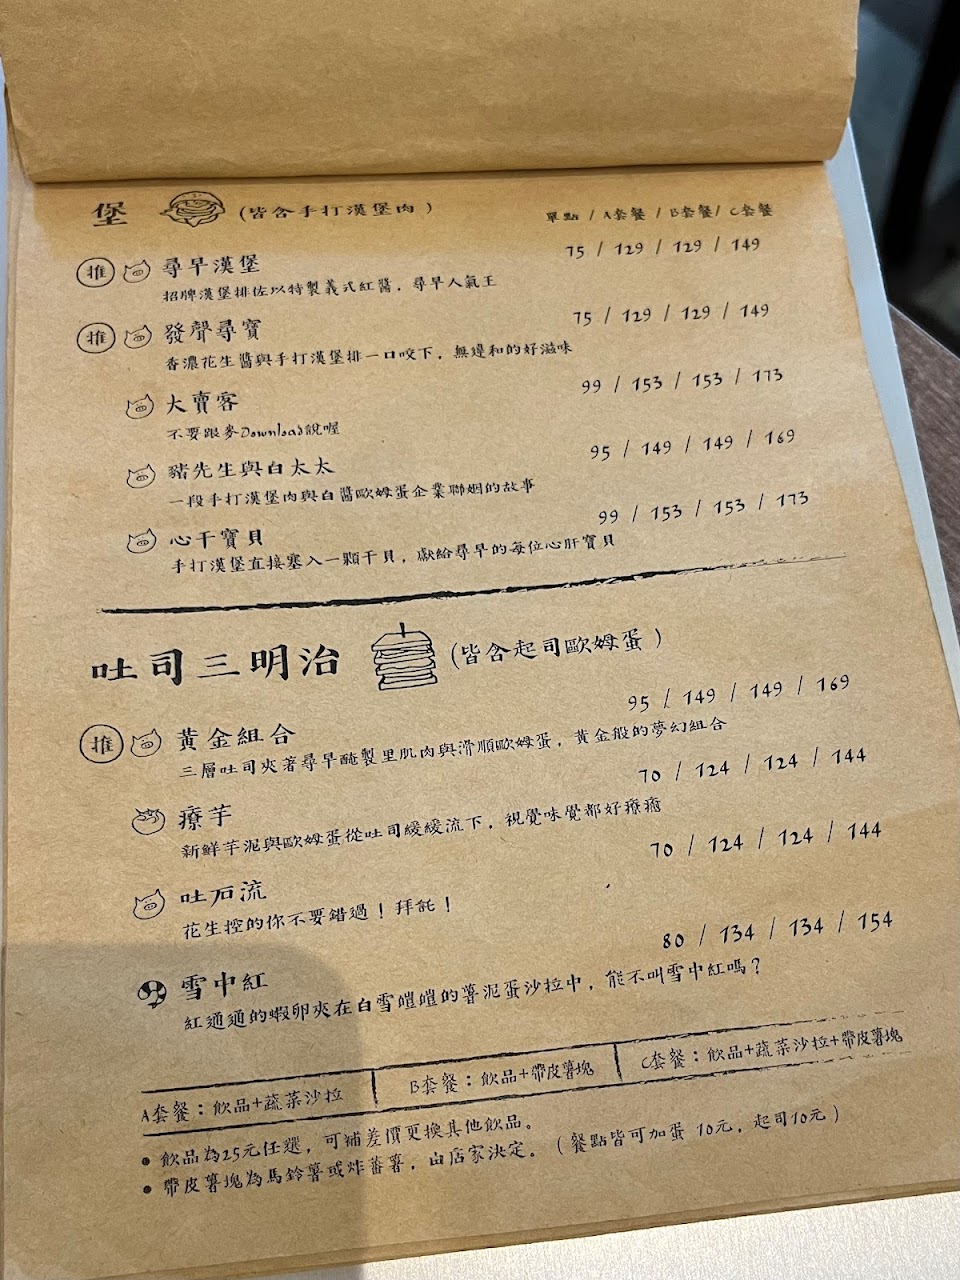 堡 (皆含手打漢堡肉) 單點 / A套餐 / B套餐 / C套餐
推 尋早漢堡 75 / 129 / 129 / 149
招牌漢堡排佐以特製義式紅醬，尋早人氣王
推 發聲尋寶 75 / 129 / 129 / 149
香濃花生醬與手打漢堡排一口咬下，無違和的好滋味
大賣客 99 / 153 / 153 / 173
不要跟麥Download說喔
豬先生與白太太 95 / 149 / 149 / 169
一段手打漢堡肉與白醬歐姆蛋企業聯姻的故事
心干寶貝 99 / 153 / 153 / 173
手打漢堡直接塞入一顆干貝，獻給尋早的每位心肝寶貝
吐司三明治 (皆含起司歐姆蛋)
推 黃金組合 95 / 149 / 149 / 169
三層吐司夾著尋早醃製里肌肉與滑順歐姆蛋，黃金般的夢幻組合
療芋 70 / 124 / 124 / 144
新鮮芋泥與歐姆蛋從吐司緩緩流下，視覺味覺都好療癒
吐石流 70 / 124 / 124 / 144
花生控的你不要錯過！拜託！
雪中紅 80 / 134 / 134 / 154
紅通通的蝦卵夾在白雪皚皚的薯泥蛋沙拉中，能不叫雪中紅嗎？
A套餐：飲品+蔬菜沙拉 B套餐：飲品+帶皮薯塊 C套餐：飲品+蔬菜沙拉+帶皮薯塊
• 飲品為25元任選，可補差價更換其他飲品。
• 帶皮薯塊為馬鈴薯或炸蕃薯，由店家決定。（餐點皆可加蛋 10元，起司10元）